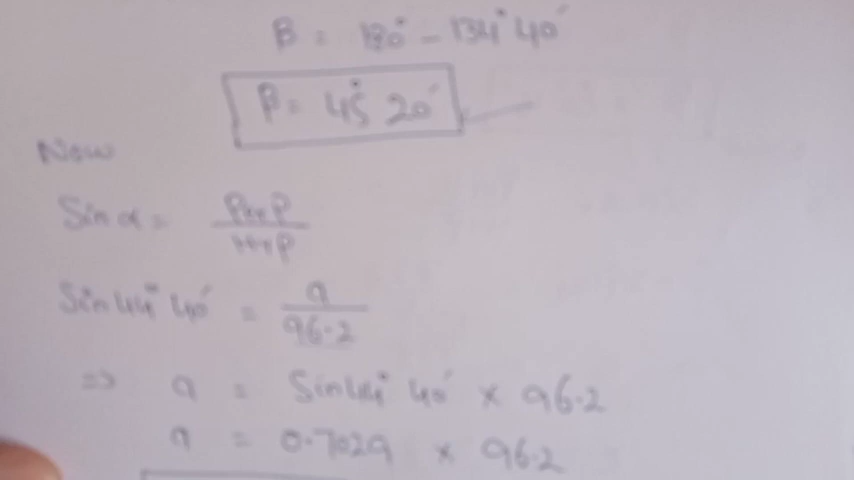 β = 180° - 134° 40′
β = 45° 20′
Now
Sin α = Perp / Hyp
Sin 44° 40′ = a / 96.2
⇒ a = Sin 44° 40′ × 96.2
a = 0.7029 × 96.2